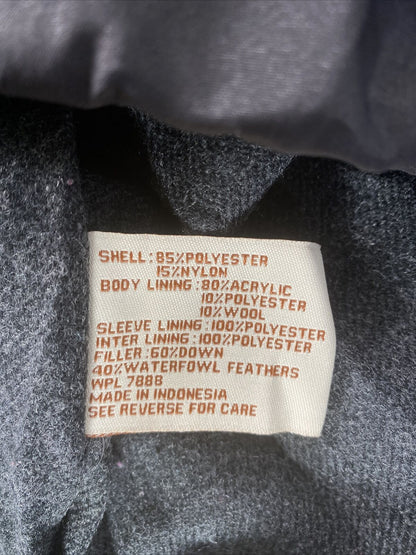 SHELL: 85%POLYESTER
15%NYLON
BODY LINING: 80%ACRYLIC
10%POLYESTER
10%WOOL
SLEEVE LINING: 100%POLYESTER
INTER LINING: 100%POLYESTER
FILLER: 60%DOWN
40%WATERFOWL FEATHERS
WPL 7888
MADE IN INDONESIA
SEE REVERSE FOR CARE